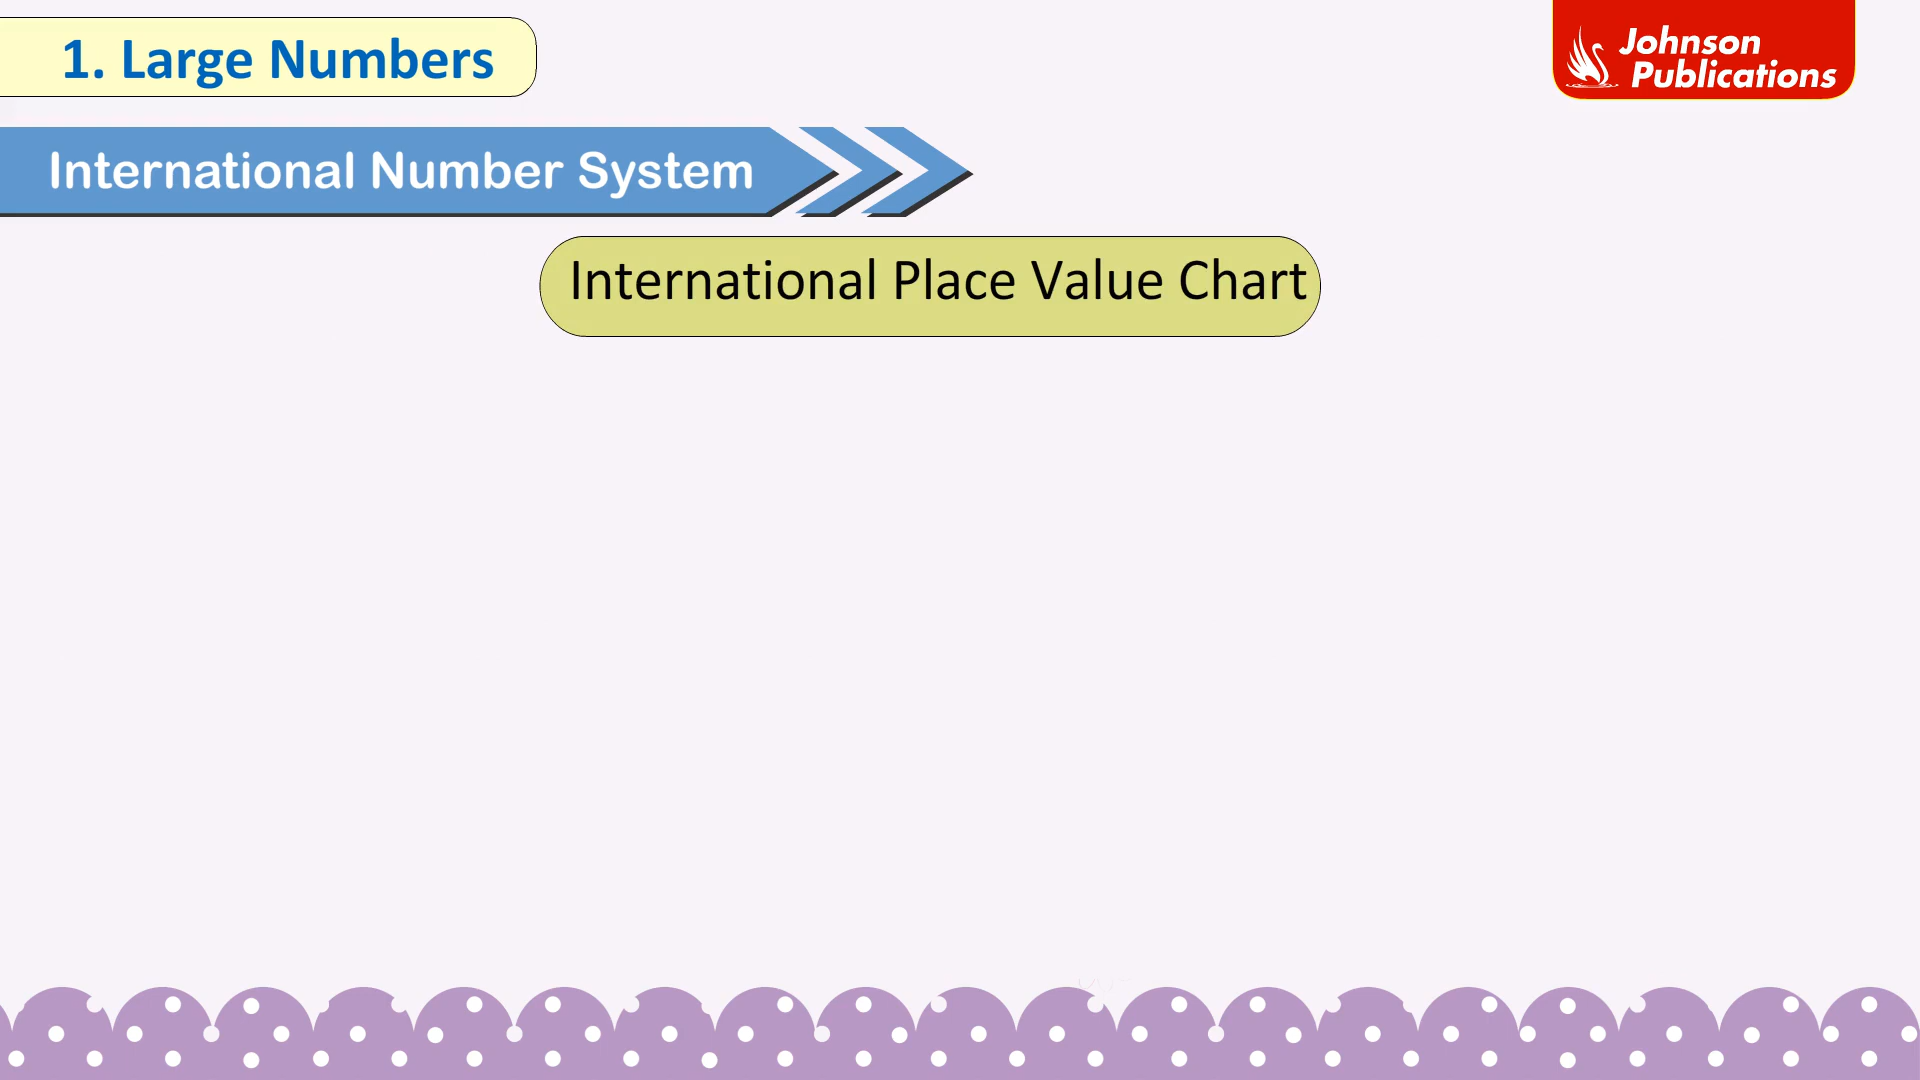 1. Large Numbers
Johnson
Publications
International Number System
International Place Value Chart